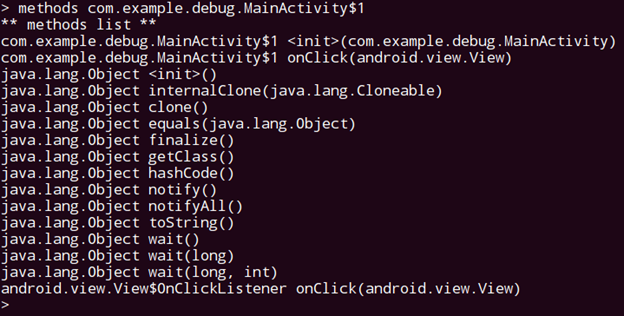 > methods com.example.debug.MainActivity$1
** methods list **
com.example.debug.MainActivity$1 <init>(com.example.debug.MainActivity)
com.example.debug.MainActivity$1 onClick(android.view.View)
java.lang.Object <init>()
java.lang.Object internalClone(java.lang.Cloneable)
java.lang.Object clone()
java.lang.Object equals(java.lang.Object)
java.lang.Object finalize()
java.lang.Object getClass()
java.lang.Object hashCode()
java.lang.Object notify()
java.lang.Object notifyAll()
java.lang.Object toString()
java.lang.Object wait()
java.lang.Object wait(long)
java.lang.Object wait(long, int)
android.view.View$OnClickListener onClick(android.view.View)
>